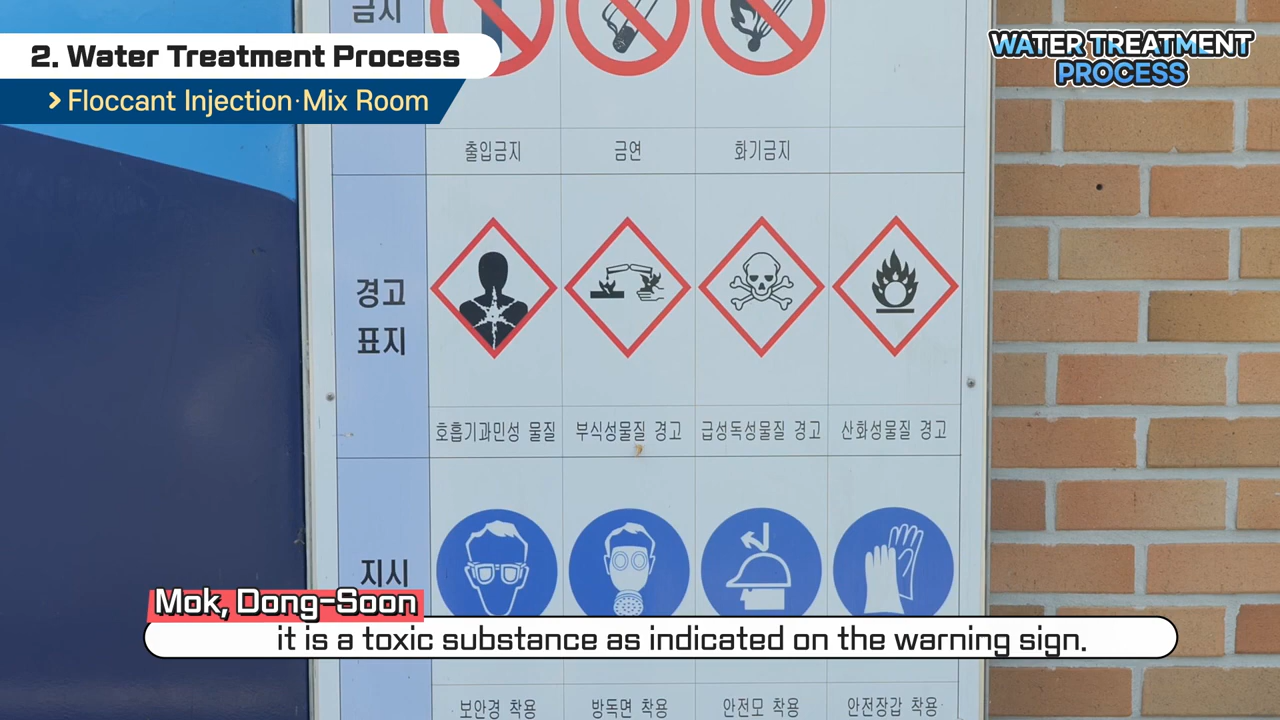 금지
2. Water Treatment Process
> Floccant Injection·Mix Room
WATER TREATMENT
PROCESS
출입금지 금연 화기금지
경고
표지
호흡기과민성 물질 부식성물질 경고 급성독성물질 경고 산화성물질 경고
지시
Mok, Dong-Soon
it is a toxic substance as indicated on the warning sign.
보안경 착용 방독면 착용 안전모 착용 안전장갑 착용